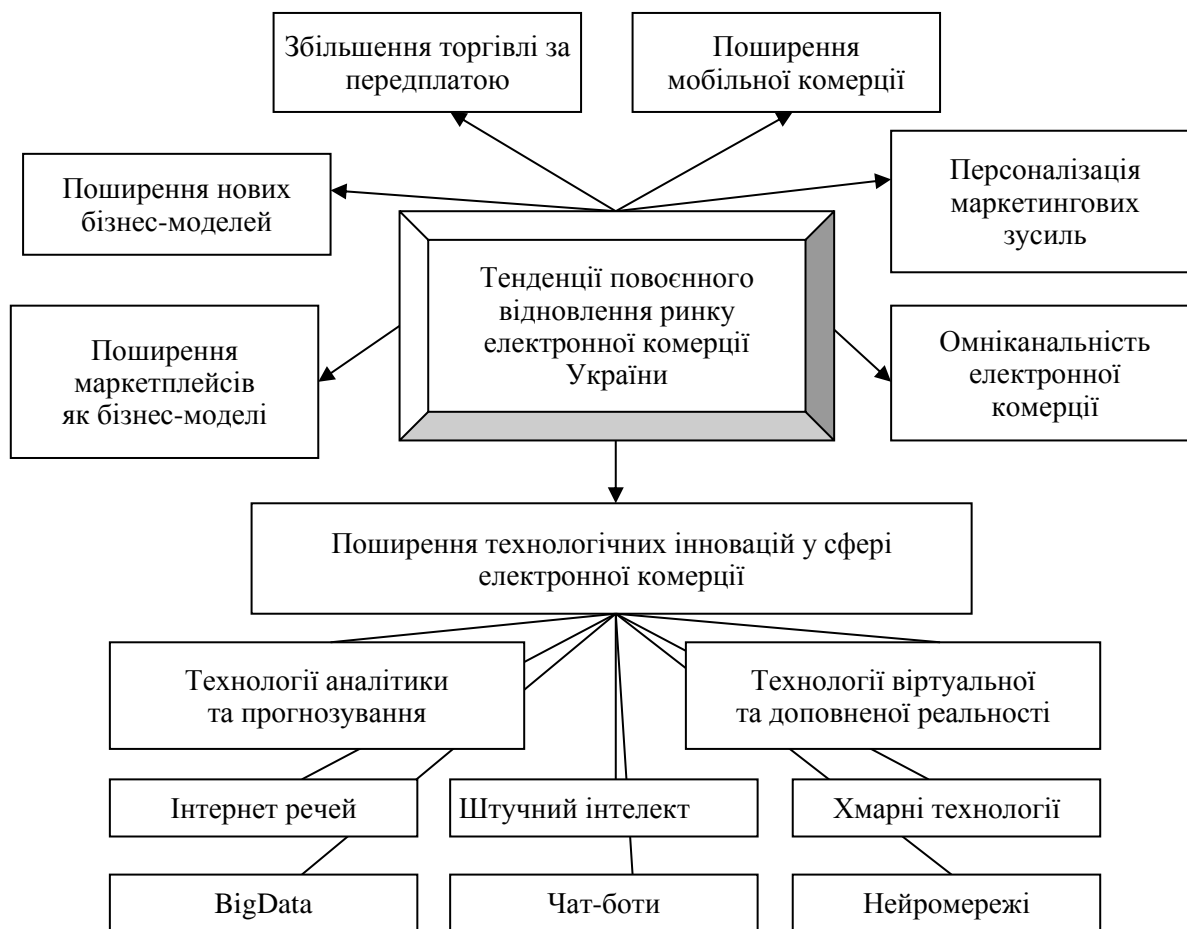 Збільшення торгівлі за
передплатою
Поширення
мобільної комерції
Поширення нових
бізнес-моделей
Персоналізація
маркетингових
зусиль
Тенденції повоєнного
відновлення ринку
електронної комерції
України
Поширення
маркетплейсів
як бізнес-моделі
Омніканальність
електронної
комерції
Поширення технологічних інновацій у сфері
електронної комерції
Технології аналітики
та прогнозування
Технології віртуальної
та доповненої реальності
Інтернет речей
Штучний інтелект
Хмарні технології
BigData
Чат-боти
Нейромережі